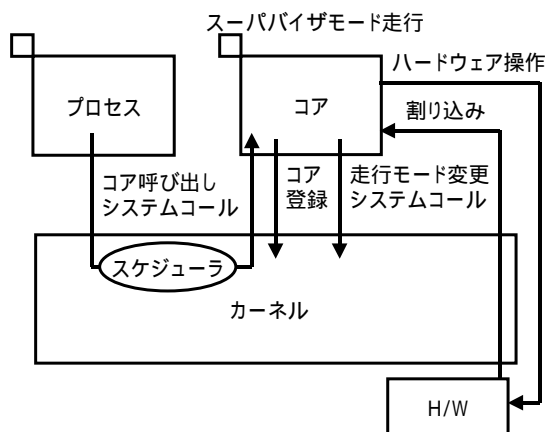 スーパバイザモード走行
ハードウェア操作
プロセス
コア
割り込み
コア呼び出し
システムコール
コア
登録
走行モード変更
システムコール
スケジューラ
カーネル
H/W